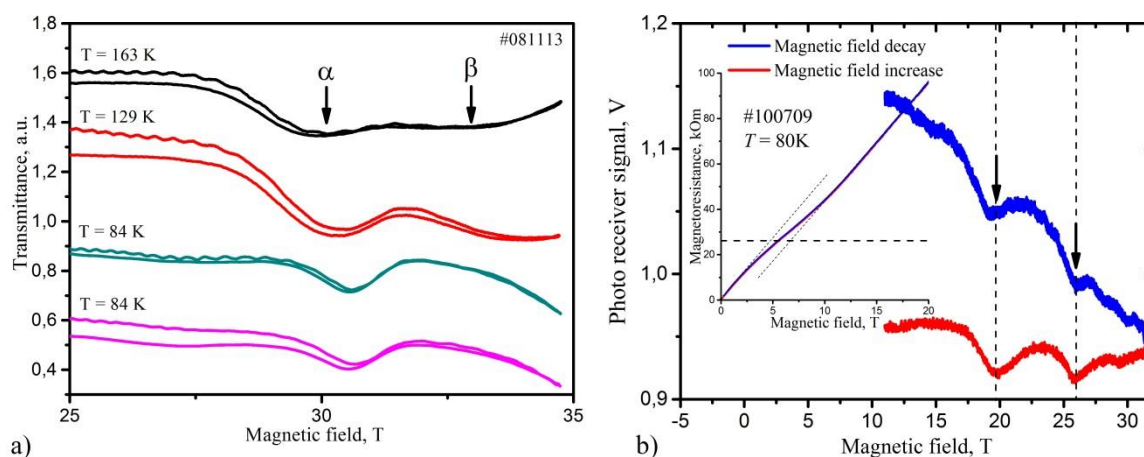 1,8
1,6
1,4
1,2
1,0
0,8
0,6
0,4
Transmittance, a.u.
T = 163 K
#081113
α
β
T = 129 K
T = 84 K
T = 84 K
25
30
35
Magnetic field, T
a)
1,2
1,1
1,0
0,9
Photo receiver signal, V
Magnetic field decay
Magnetic field increase
100
80
60
40
20
0
Magnetoresistance, kOm
#100709
T = 80K
0 5 10 15 20
Magnetic field, T
-5 0 5 10 15 20 25 30
Magnetic field, T
b)